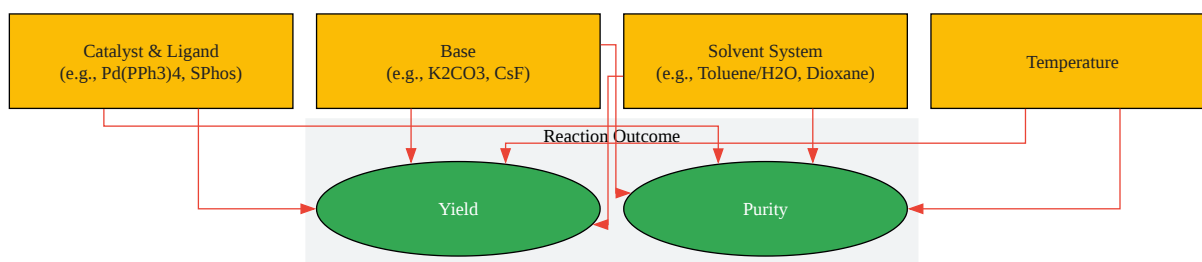 Catalyst & Ligand
(e.g., Pd(PPh3)4, SPhos)
Base
(e.g., K2CO3, CsF)
Solvent System
(e.g., Toluene/H2O, Dioxane)
Temperature
Reaction Outcome
Yield
Purity